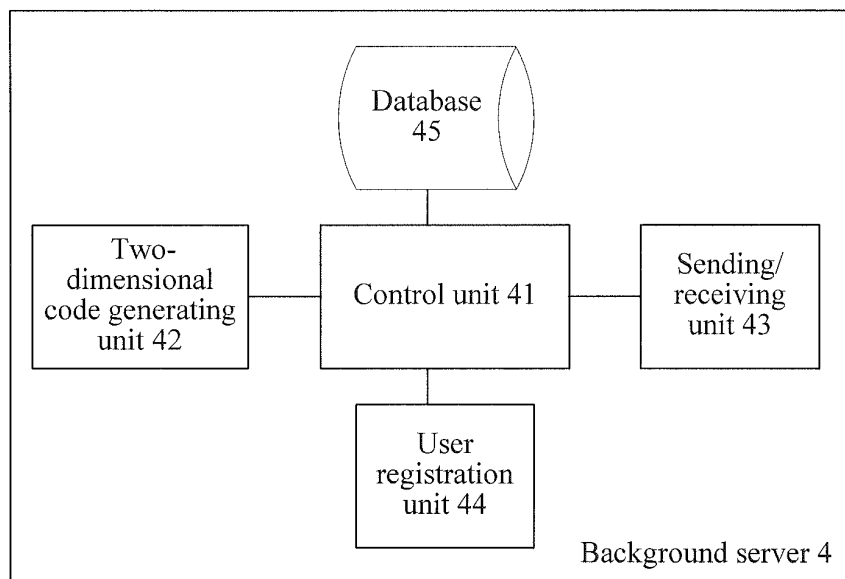 Database
45
Two-
dimensional
code generating
unit 42
Control unit 41
Sending/
receiving
unit 43
User
registration
unit 44
Background server 4